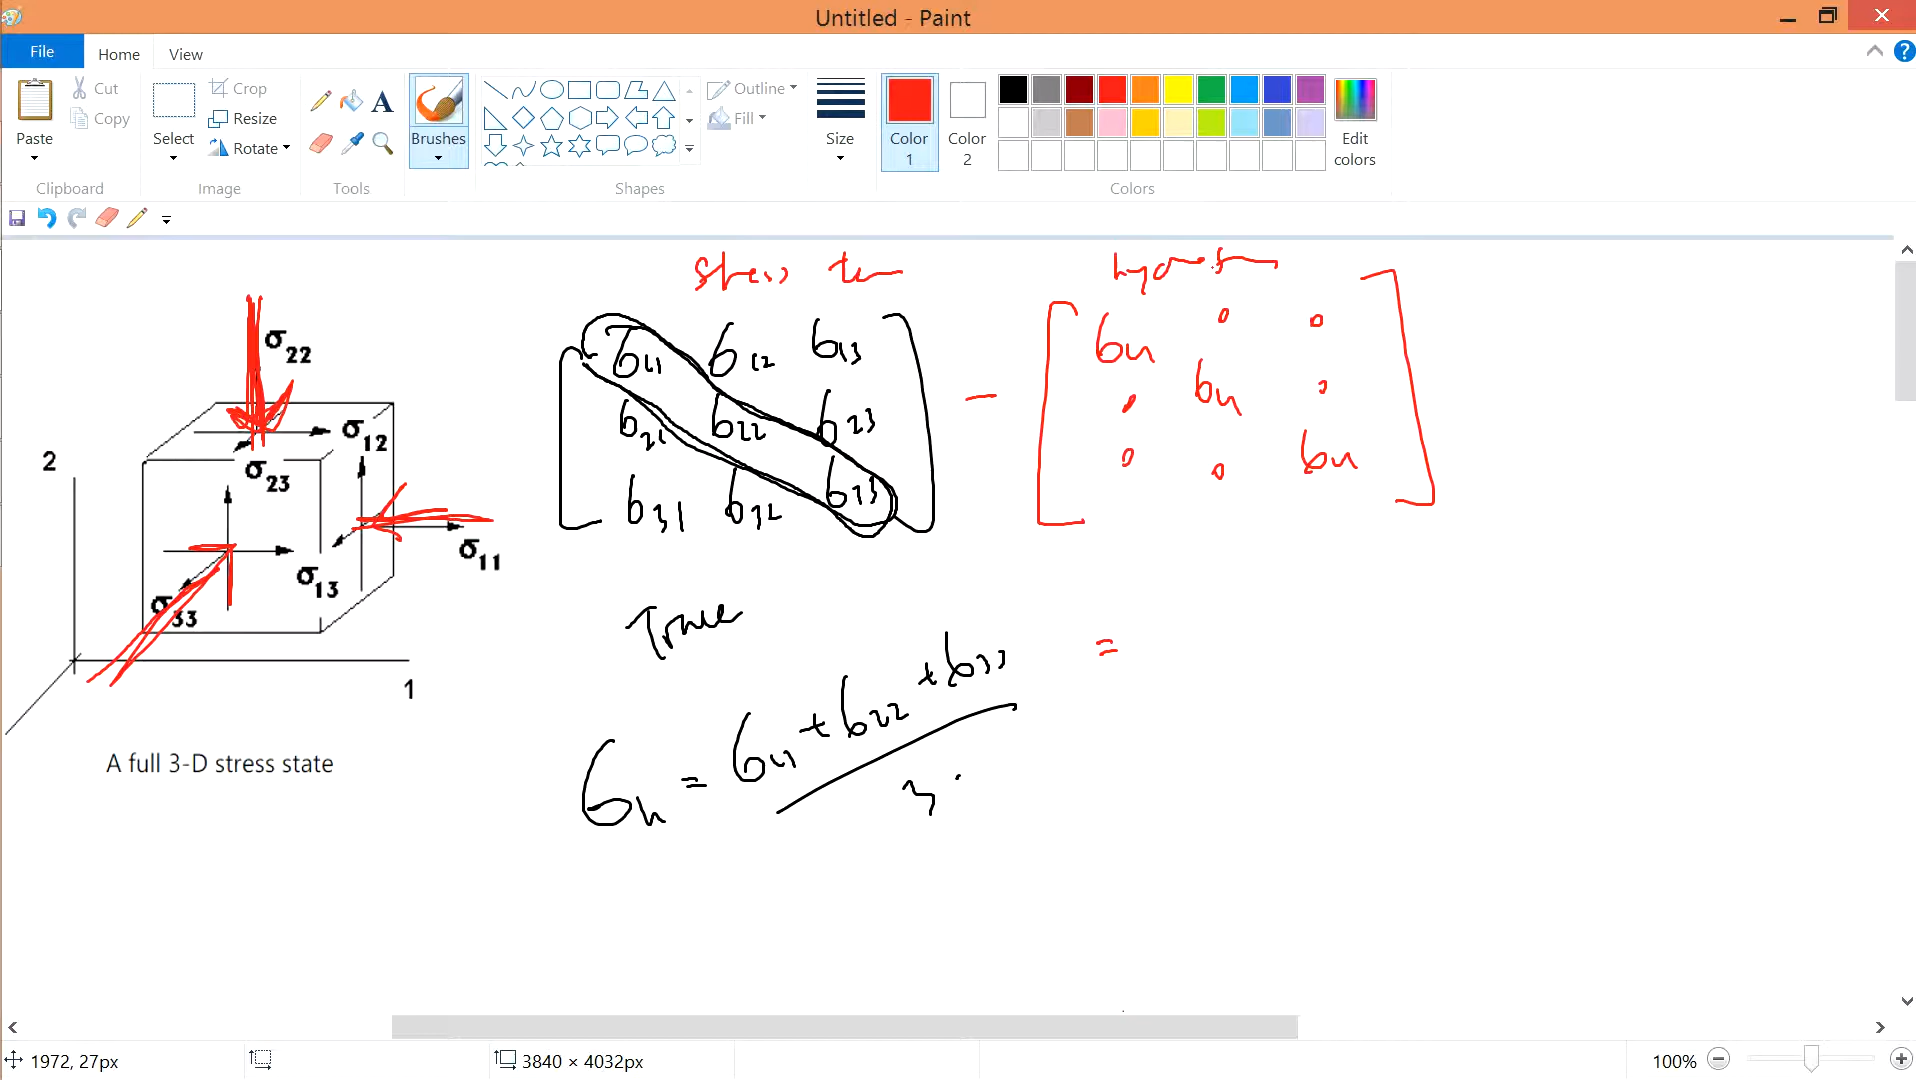 Untitled - Paint
File Home View
Paste
Cut
Copy
Clipboard
Select
Crop
Resize
Rotate
Image
A
Tools
Brushes
Outline
Fill
Shapes
Size
Color 1
Color 2
Edit colors
Colors
σ22
σ12
σ23
σ11
σ13
σ33
2
1
A full 3-D stress state
stress ten
σ11 σ12 σ13
σ21 σ22 σ23
σ31 σ32 σ23
-
σh 0 0
0 σh 0
0 0 σh
Trace
=
σh = σ11 + σ22 + σ33
3
1972, 27px
3840 × 4032px
100%